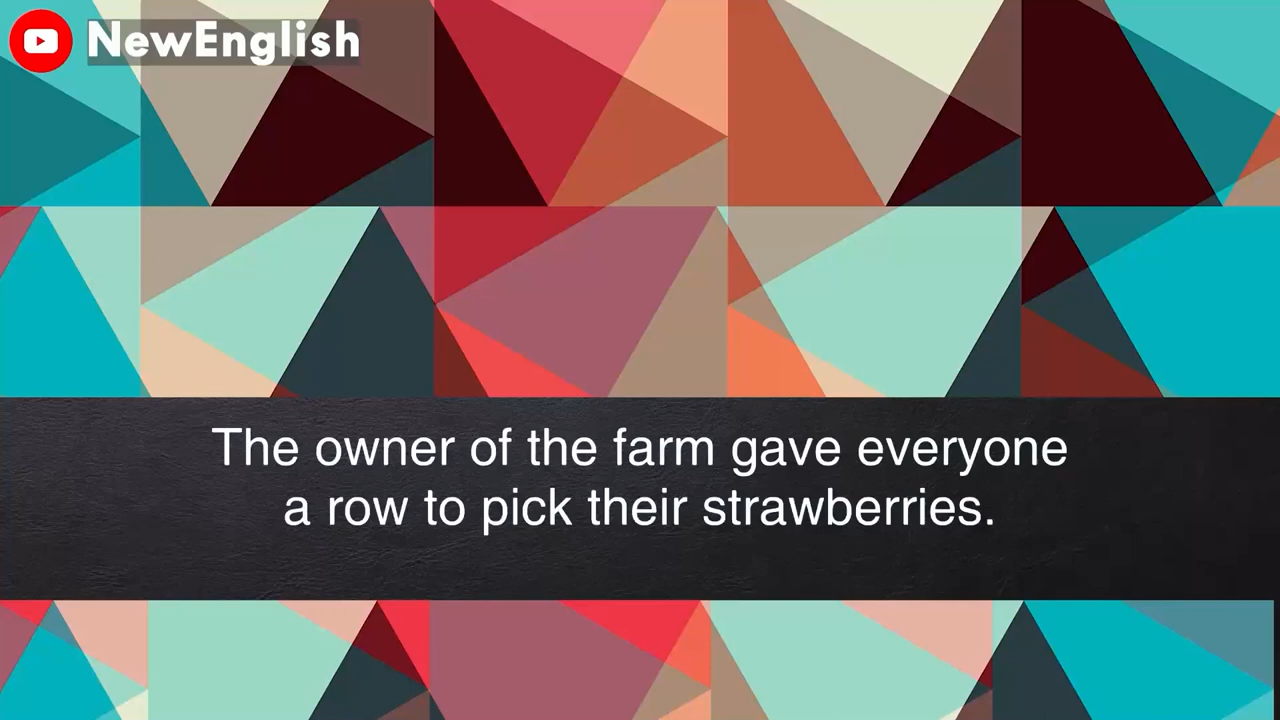 NewEnglish
The owner of the farm gave everyone
a row to pick their strawberries.